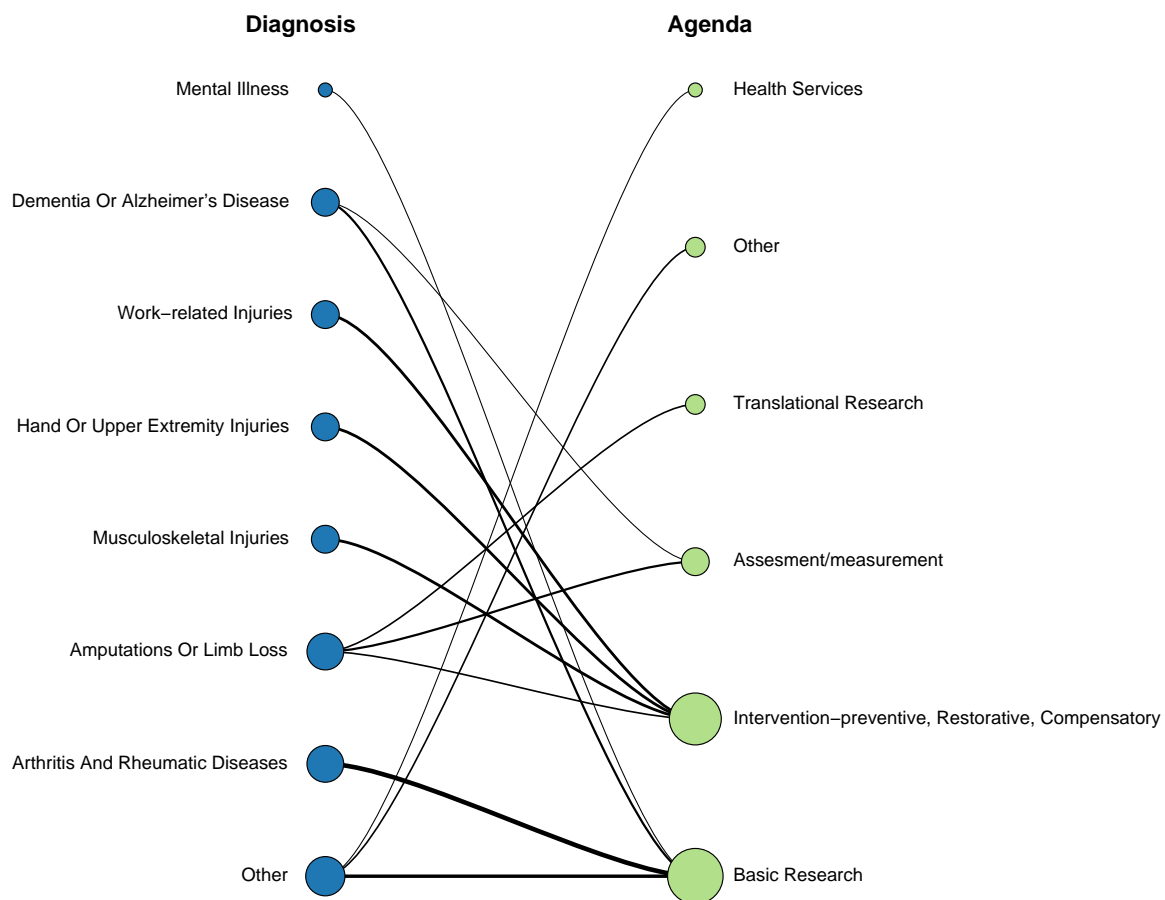 Diagnosis
Agenda
Mental Illness
Dementia Or Alzheimer’s Disease
Work−related Injuries
Hand Or Upper Extremity Injuries
Musculoskeletal Injuries
Amputations Or Limb Loss
Arthritis And Rheumatic Diseases
Other
Health Services
Other
Translational Research
Assesment/measurement
Intervention−preventive, Restorative, Compensatory
Basic Research